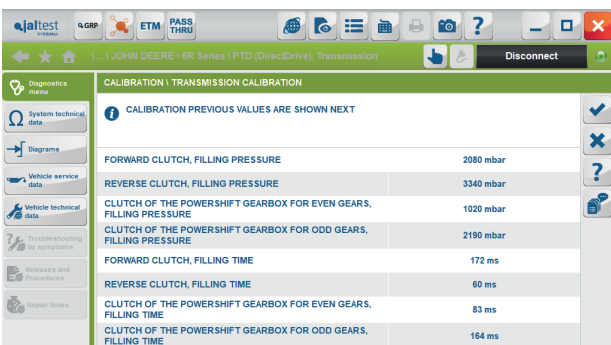 ajaltest
GRP
ETM
PASS
THRU
?
\...\JOHN DEERE \ 6R Series \ PTD (DirectDrive), Transmission
Disconnect
Diagnostics
menu
CALIBRATION \ TRANSMISSION CALIBRATION
System technical
data
i
CALIBRATION PREVIOUS VALUES ARE SHOWN NEXT
Diagrams
Vehicle service
data
Vehicle technical
data
Troubleshooting
by symptoms
Releases and
Procedures
Repair times
FORWARD CLUTCH, FILLING PRESSURE 2080 mbar
REVERSE CLUTCH, FILLING PRESSURE 3340 mbar
CLUTCH OF THE POWERSHIFT GEARBOX FOR EVEN GEARS,
FILLING PRESSURE 1020 mbar
CLUTCH OF THE POWERSHIFT GEARBOX FOR ODD GEARS,
FILLING PRESSURE 2190 mbar
FORWARD CLUTCH, FILLING TIME 172 ms
REVERSE CLUTCH, FILLING TIME 60 ms
CLUTCH OF THE POWERSHIFT GEARBOX FOR EVEN GEARS,
FILLING TIME 83 ms
CLUTCH OF THE POWERSHIFT GEARBOX FOR ODD GEARS,
FILLING TIME 164 ms
?